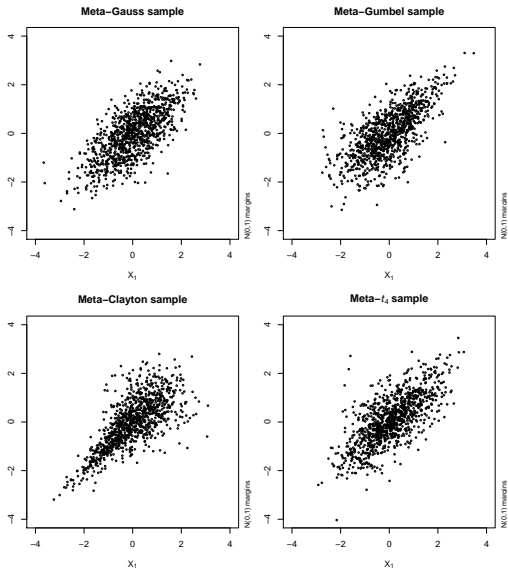 Meta−Gauss sample
Meta−Gumbel sample
4
2
0
−2
−4
−4 −2 0 2 4
X1
N(0,1) margins
4
2
0
−2
−4
−4 −2 0 2 4
X1
N(0,1) margins
Meta−Clayton sample
Meta−t4 sample
4
2
0
−2
−4
−4 −2 0 2 4
X1
N(0,1) margins
4
2
0
−2
−4
−4 −2 0 2 4
X1
N(0,1) margins